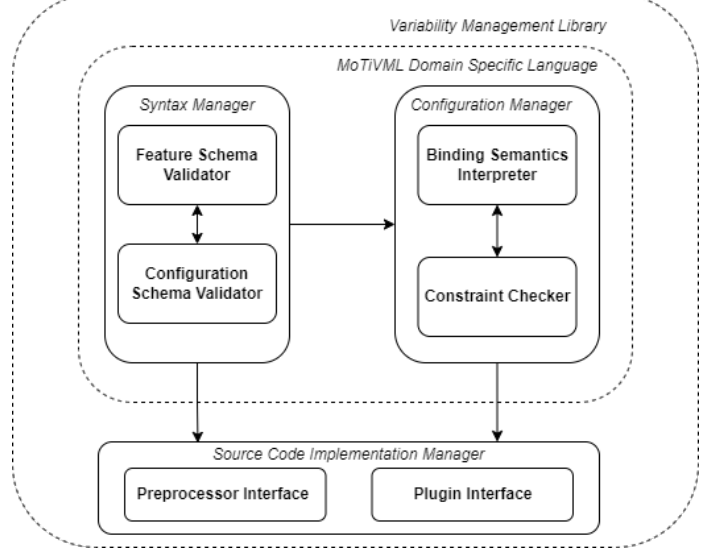 Variability Management Library
MoTiVML Domain Specific Language
Syntax Manager
Feature Schema
Validator
Configuration
Schema Validator
Configuration Manager
Binding Semantics
Interpreter
Constraint Checker
Source Code Implementation Manager
Preprocessor Interface
Plugin Interface